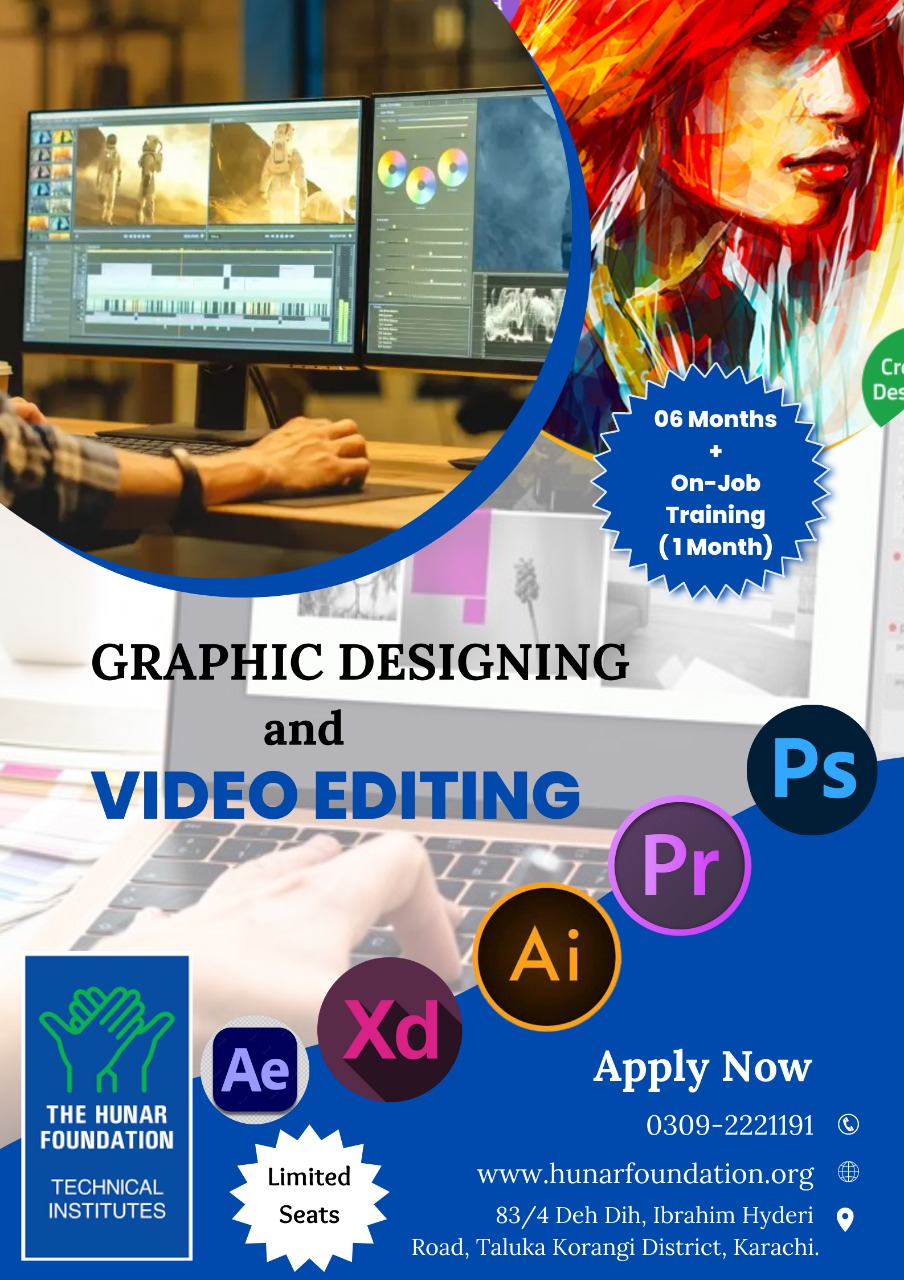 06 Months
+
On-Job
Training
( 1 Month)
GRAPHIC DESIGNING
and
VIDEO EDITING
Ps
Pr
Ai
Xd
Ae
THE HUNAR
FOUNDATION
TECHNICAL
INSTITUTES
Limited
Seats
Apply Now
0309-2221191
www.hunarfoundation.org
83/4 Deh Dih, Ibrahim Hyderi
Road, Taluka Korangi District, Karachi.